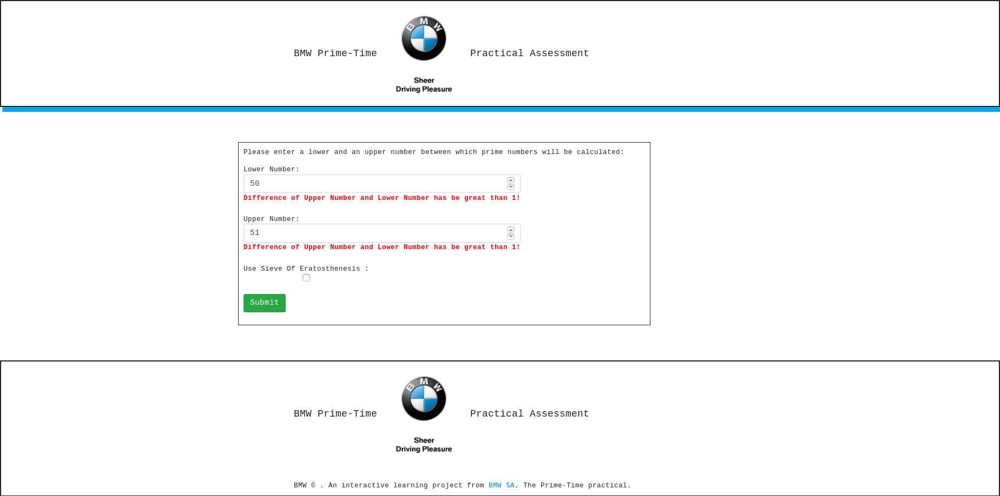 BMW Prime-Time
BMW
Practical Assessment
Sheer
Driving Pleasure
Please enter a lower and an upper number between which prime numbers will be calculated:
Lower Number:
50
Difference of Upper Number and Lower Number has be great than 1!
Upper Number:
51
Difference of Upper Number and Lower Number has be great than 1!
Use Sieve Of Eratosthenesis :
Submit
BMW Prime-Time
BMW
Practical Assessment
Sheer
Driving Pleasure
BMW © . An interactive learning project from BMW SA. The Prime-Time practical.